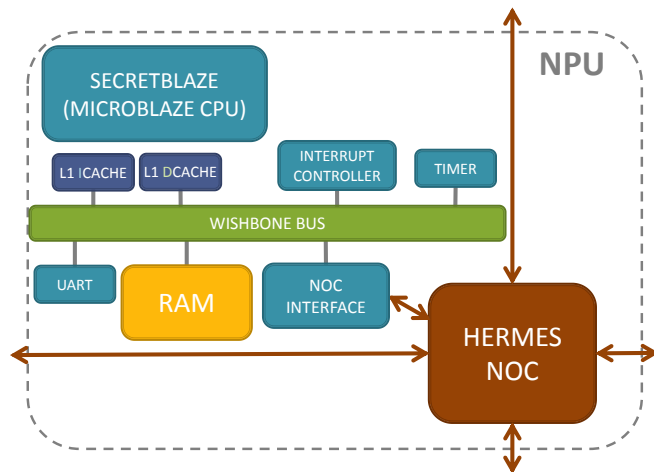 NPU
SECRETBLAZE
(MICROBLAZE CPU)
L1 ICACHE
L1 DCACHE
INTERRUPT
CONTROLLER
TIMER
WISHBONE BUS
UART
RAM
NOC
INTERFACE
HERMES
NOC